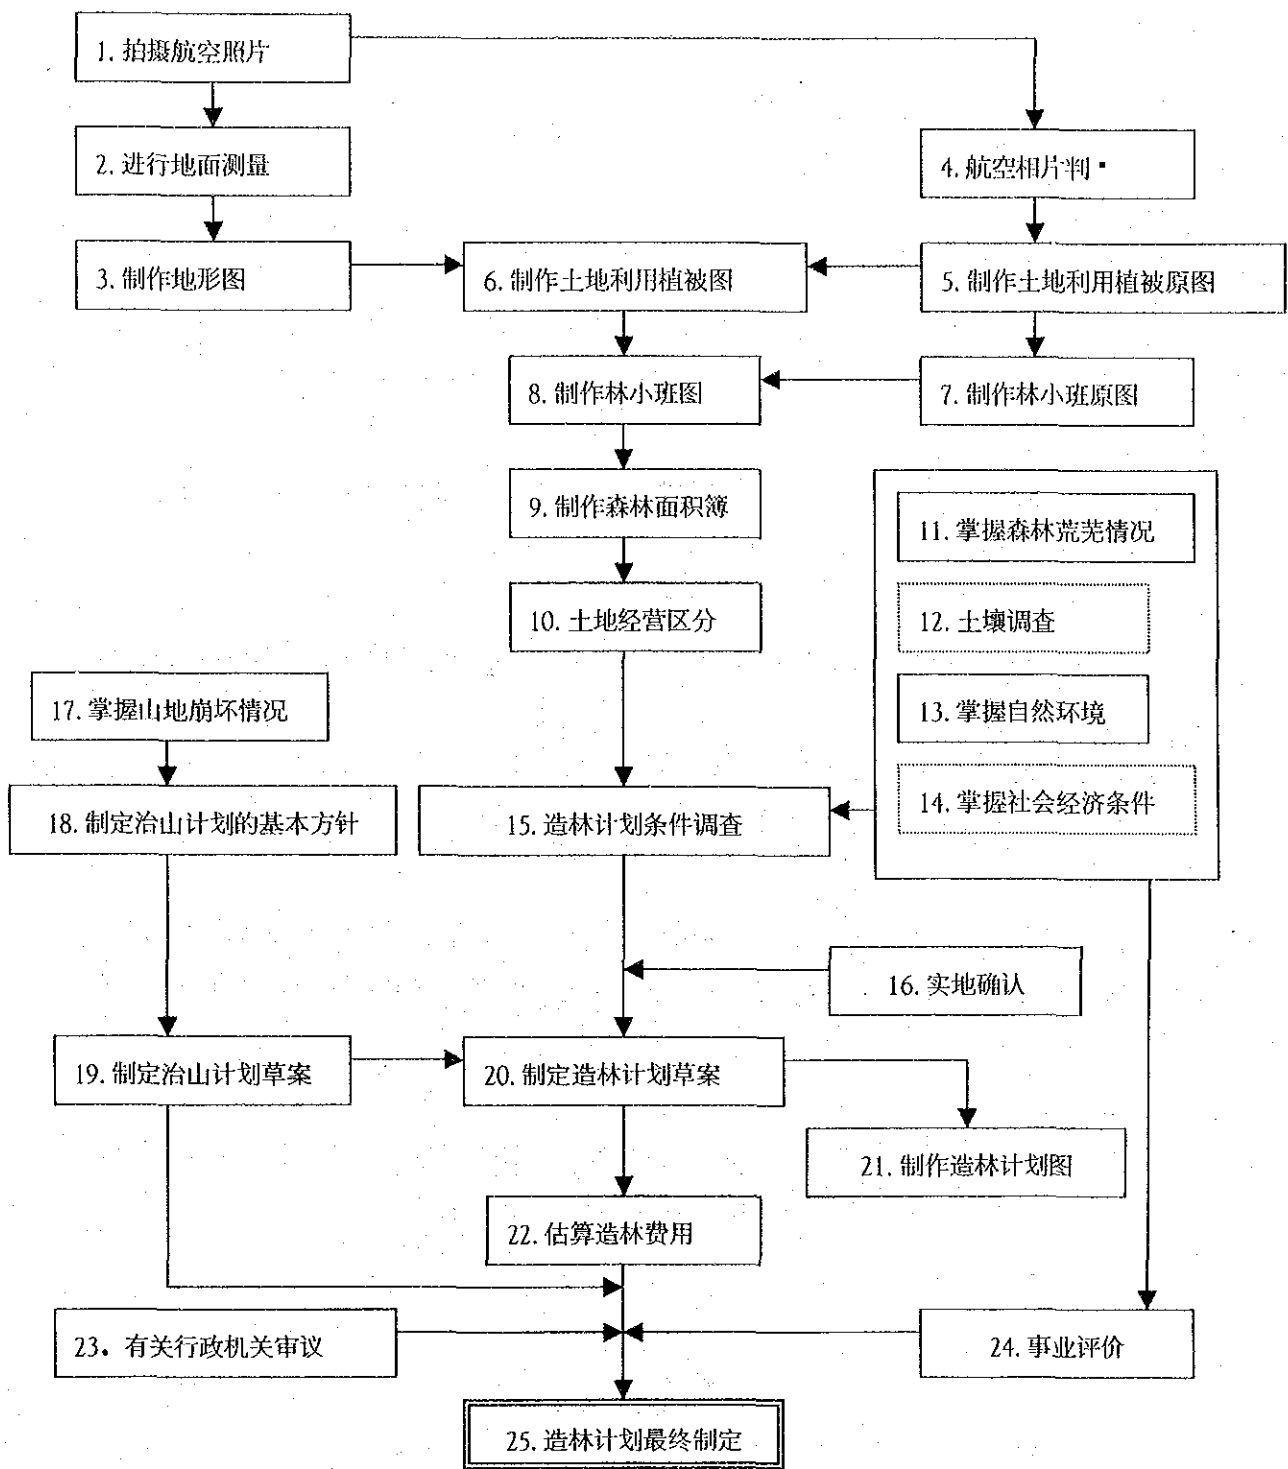 1. 拍摄航空照片
2. 进行地面测量
4. 航空相片判▪
3. 制作地形图
6. 制作土地利用植被图
5. 制作土地利用植被原图
8. 制作林小班图
7. 制作林小班原图
9. 制作森林面积簿
11. 掌握森林荒芜情况
10. 土地经营区分
12. 土壤调查
17. 掌握山地崩坏情况
13. 掌握自然环境
18. 制定治山计划的基本方针
15. 造林计划条件调查
14. 掌握社会经济条件
16. 实地确认
19. 制定治山计划草案
20. 制定造林计划草案
21. 制作造林计划图
22. 估算造林费用
23. 有关行政机关审议
24. 事业评价
25. 造林计划最终制定